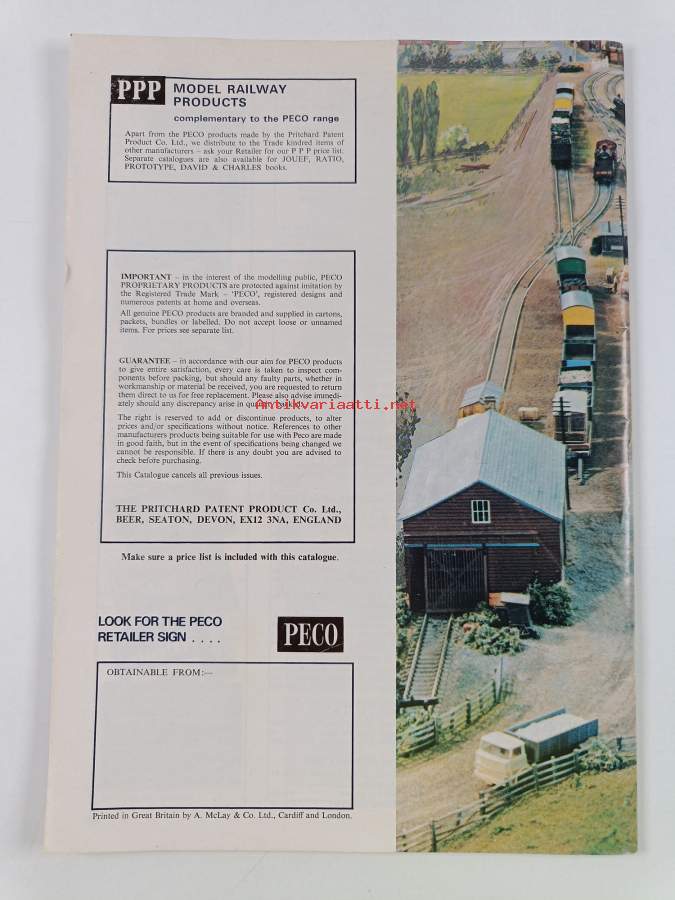 PPP MODEL RAILWAY
PRODUCTS
complementary to the PECO range
Apart from the PECO products made by the Pritchard Patent
Product Co. Ltd., we distribute to the Trade kindred items of
other manufacturers – ask your Retailer for our P P P price list.
Separate catalogues are also available for JOUEF, RATIO,
PROTOTYPE, DAVID & CHARLES books.
IMPORTANT – in the interest of the modelling public, PECO
PROPRIETARY PRODUCTS are protected against imitation by
the Registered Trade Mark – 'PECO', registered designs and
numerous patents at home and overseas.
All genuine PECO products are branded and supplied in cartons,
packets, bundles or labelled. Do not accept loose or unnamed
items. For prices see separate list.
GUARANTEE – in accordance with our aim for PECO products
to give entire satisfaction, every care is taken to inspect com-
ponents before packing, but should any faulty parts, whether in
workmanship or material be received, you are requested to return
them direct to us for free replacement. Please also advise immedi-
ately should any discrepancy arise in quantity packed.
Antikvariaatti.net
The right is reserved to add or discontinue products, to alter
prices and/or specifications without notice. References to other
manufacturers products being suitable for use with Peco are made
in good faith, but in the event of specifications being changed we
cannot be responsible. If there is any doubt you are advised to
check before purchasing.
This Catalogue cancels all previous issues.
THE PRITCHARD PATENT PRODUCT Co. Ltd.,
BEER, SEATON, DEVON, EX12 3NA, ENGLAND
Make sure a price list is included with this catalogue.
LOOK FOR THE PECO
RETAILER SIGN . . . .
PECO
OBTAINABLE FROM:—
Printed in Great Britain by A. McLay & Co. Ltd., Cardiff and London.